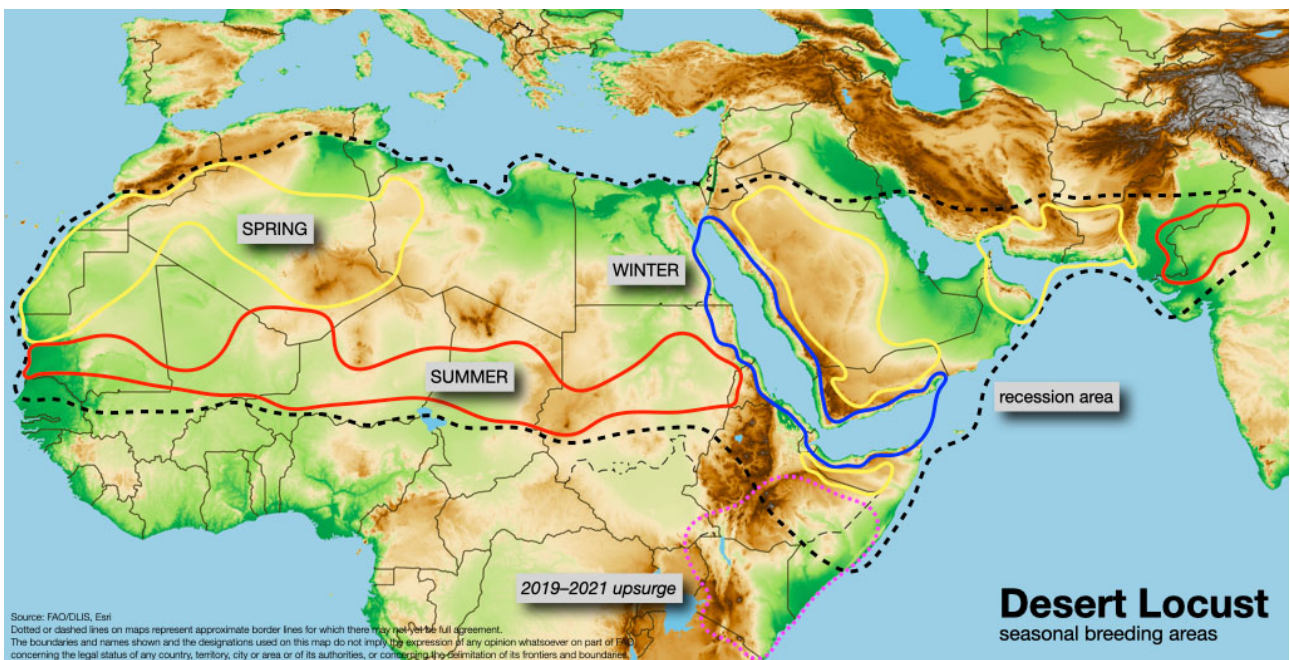 SPRING
WINTER
SUMMER
recession area
2019–2021 upsurge
Desert Locust
seasonal breeding areas
Source: FAO/DLIS, Esri
Dotted or dashed lines on maps represent approximate border lines for which there may not yet be full agreement.
The boundaries and names shown and the designations used on this map do not imply the expression of any opinion whatsoever on part of FAO
concerning the legal status of any country, territory, city or area or of its authorities, or concerning the delimitation of its frontiers and boundaries.